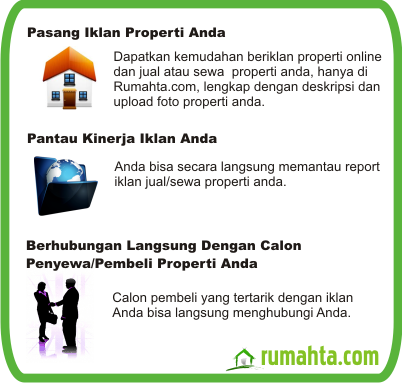 Pasang Iklan Properti Anda
Dapatkan kemudahan beriklan properti online
dan jual atau sewa properti anda, hanya di
Rumahta.com, lengkap dengan deskripsi dan
upload foto properti anda.
Pantau Kinerja Iklan Anda
Anda bisa secara langsung memantau report
iklan jual/sewa properti anda.
Berhubungan Langsung Dengan Calon
Penyewa/Pembeli Properti Anda
Calon pembeli yang tertarik dengan iklan
Anda bisa langsung menghubungi Anda.
rumahta.com